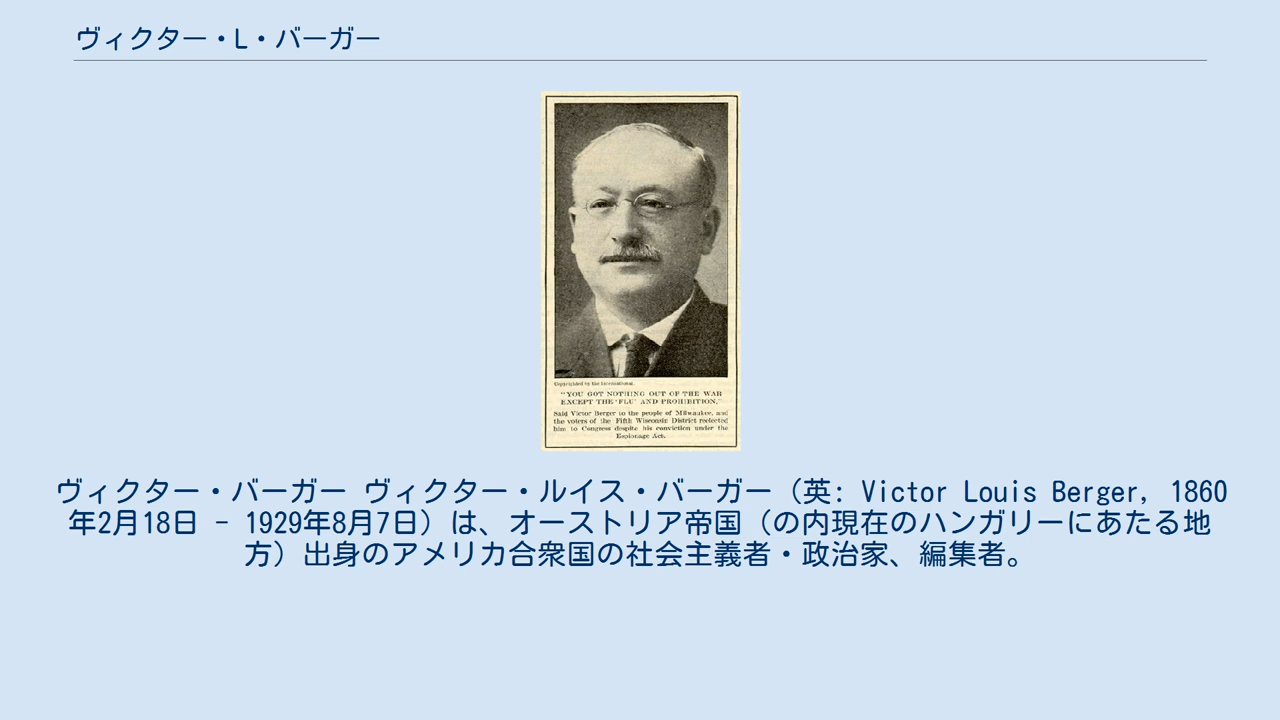 ヴィクター・L・バーガー
Copyrighted by the International.
"YOU GOT NOTHING OUT OF THE WAR
EXCEPT THE 'FLU' AND PROHIBITION,"
Said Victor Berger to the people of Milwaukee, and
the voters of the Fifth Wisconsin District reelected
him to Congress despite his conviction under the
Espionage Act.
ヴィクター・バーガー ヴィクター・ルイス・バーガー（英: Victor Louis Berger, 1860
年2月18日 - 1929年8月7日）は、オーストリア帝国（の内現在のハンガリーにあたる地
方）出身のアメリカ合衆国の社会主義者・政治家、編集者。